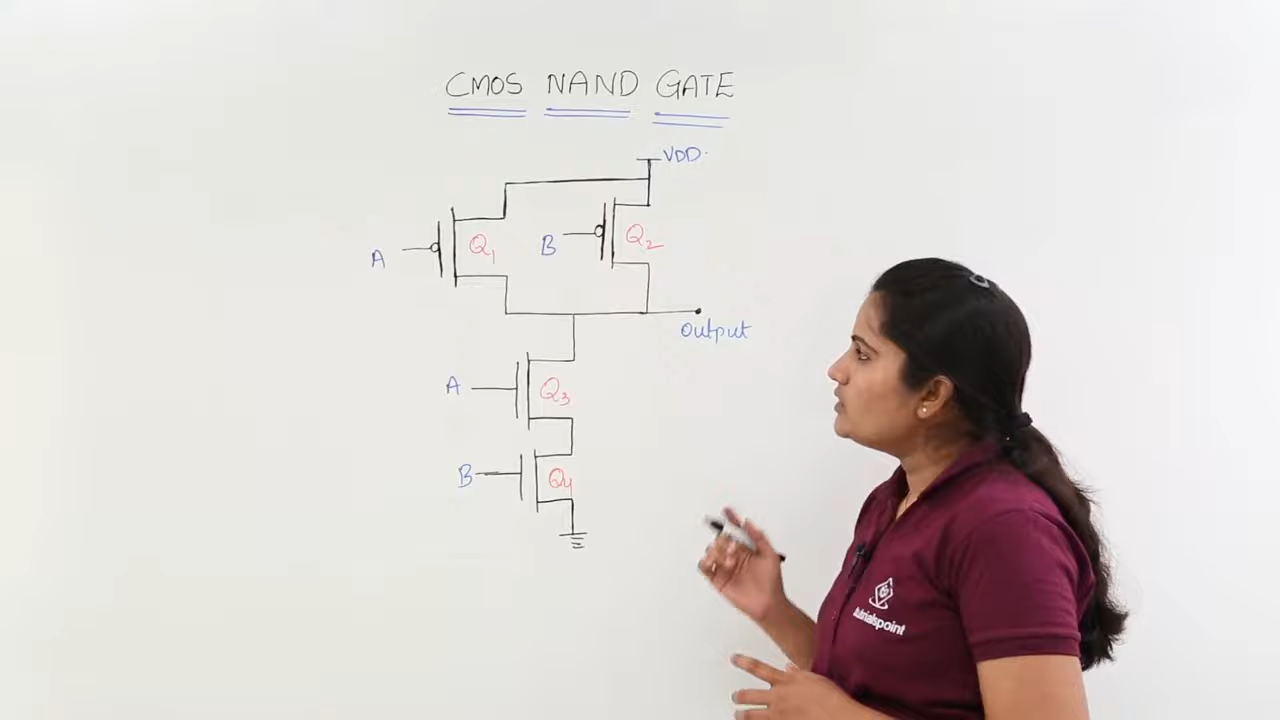 CMOS NAND GATE
VDD.
A
Q1
B
Q2
Output
A
Q3
B
Q4
tutorialspoint